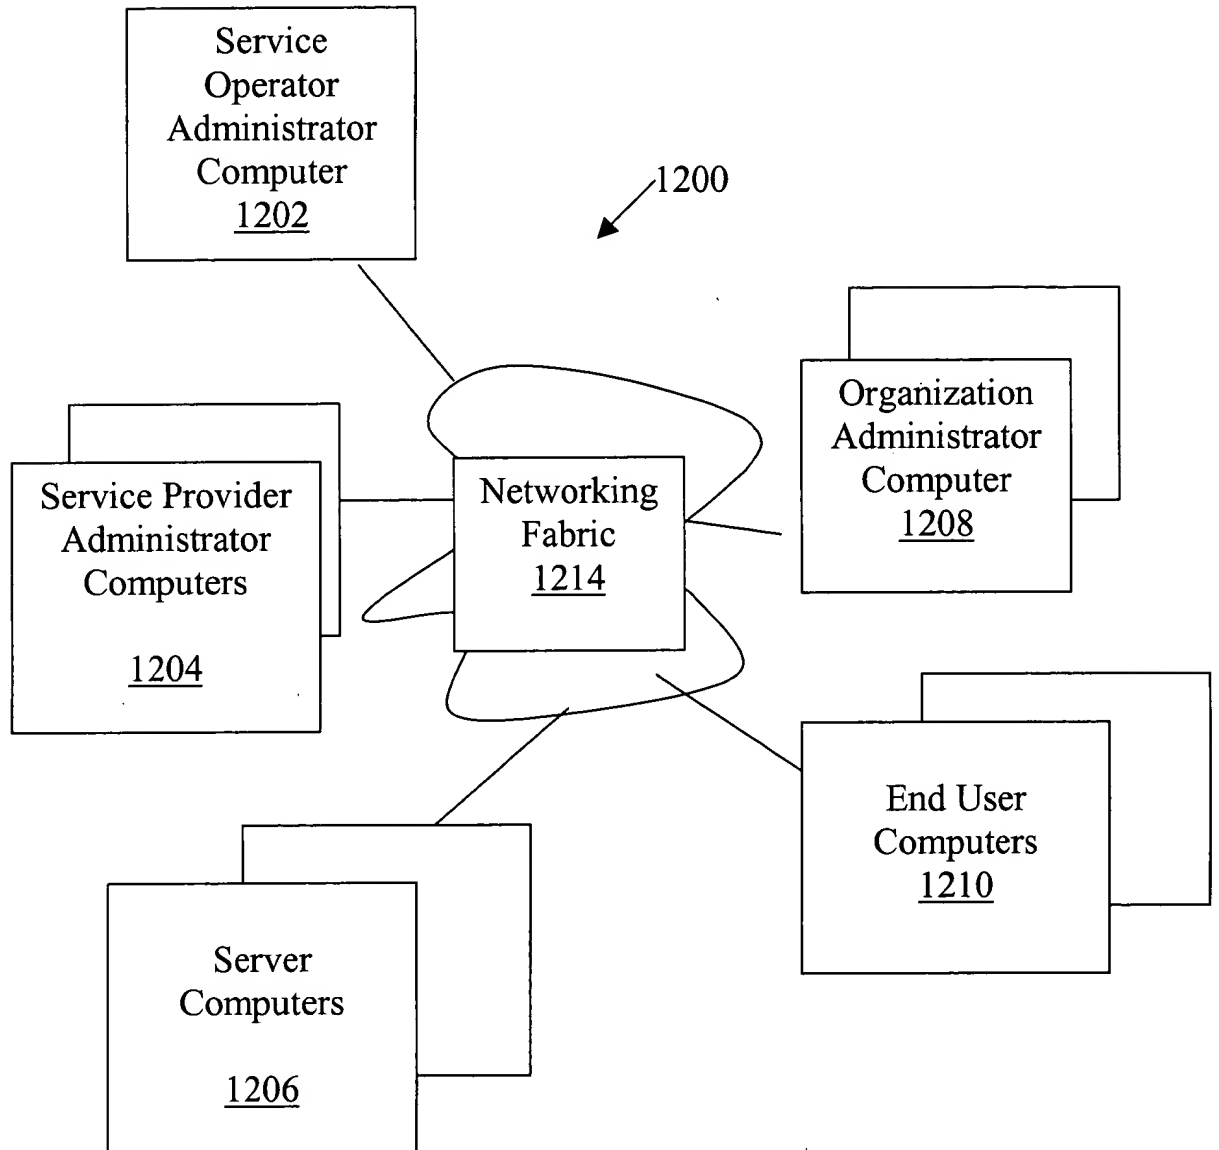 Service
Operator
Administrator
Computer
1202
1200
Organization
Administrator
Computer
1208
Service Provider
Administrator
Computers
1204
Networking
Fabric
1214
End User
Computers
1210
Server
Computers
1206